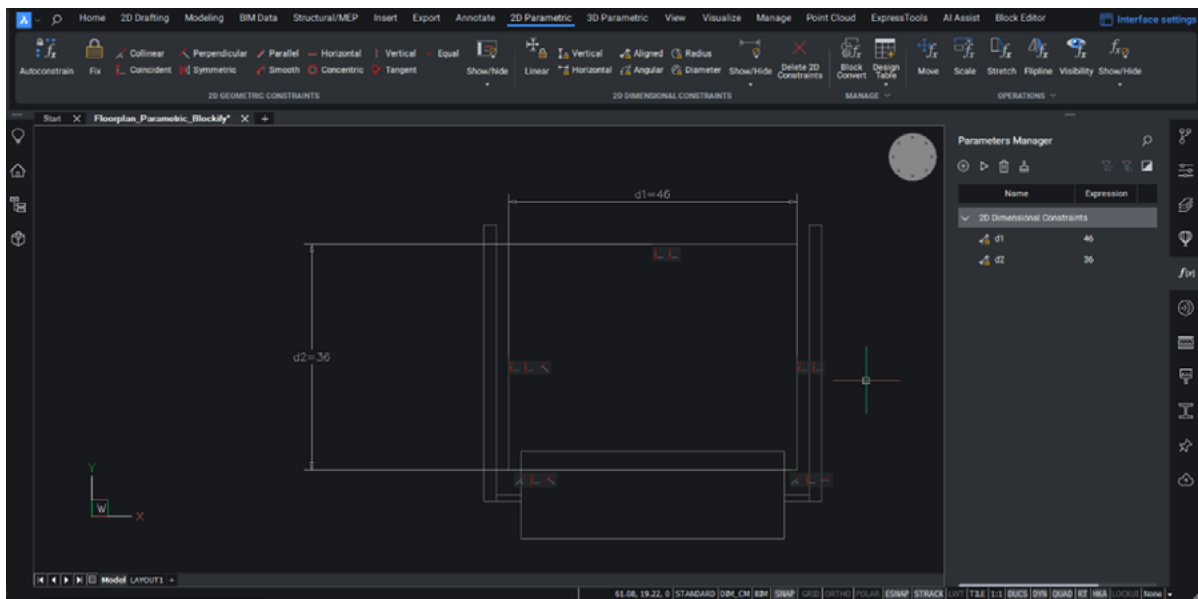 Home 2D Drafting Modeling BIM Data Structural/MEP Insert Export Annotate 2D Parametric 3D Parametric View Visualize Manage Point Cloud ExpressTools AI Assist Block Editor Interface settings
Autoconstrain Fix Collinear Perpendicular Parallel Horizontal Vertical Equal Show/hide Linear Vertical Aligned Radius Show/Hide Delete 2D Constraints Block Convert Design Table Move Scale Stretch Flipline Visibility Show/Hide
Coincident Symmetric Smooth Concentric Tangent Horizontal Angular Diameter
2D GEOMETRIC CONSTRAINTS 2D DIMENSIONAL CONSTRAINTS MANAGE OPERATIONS
Start Floorplan_Parametric_Blockify* +
Parameters Manager
Name Expression
2D Dimensional Constraints
d1 46
d2 36
d1=46
d2=36
Y
W X
Model LAYOUT1 +
61.08, 19.22, 0 STANDARD DIM_CM BIM SNAP GRID ORTHO POLAR ESNAP STRACK LWT TILE 1:1 DUCS DYN QUAD RT HKA LOCKUI None